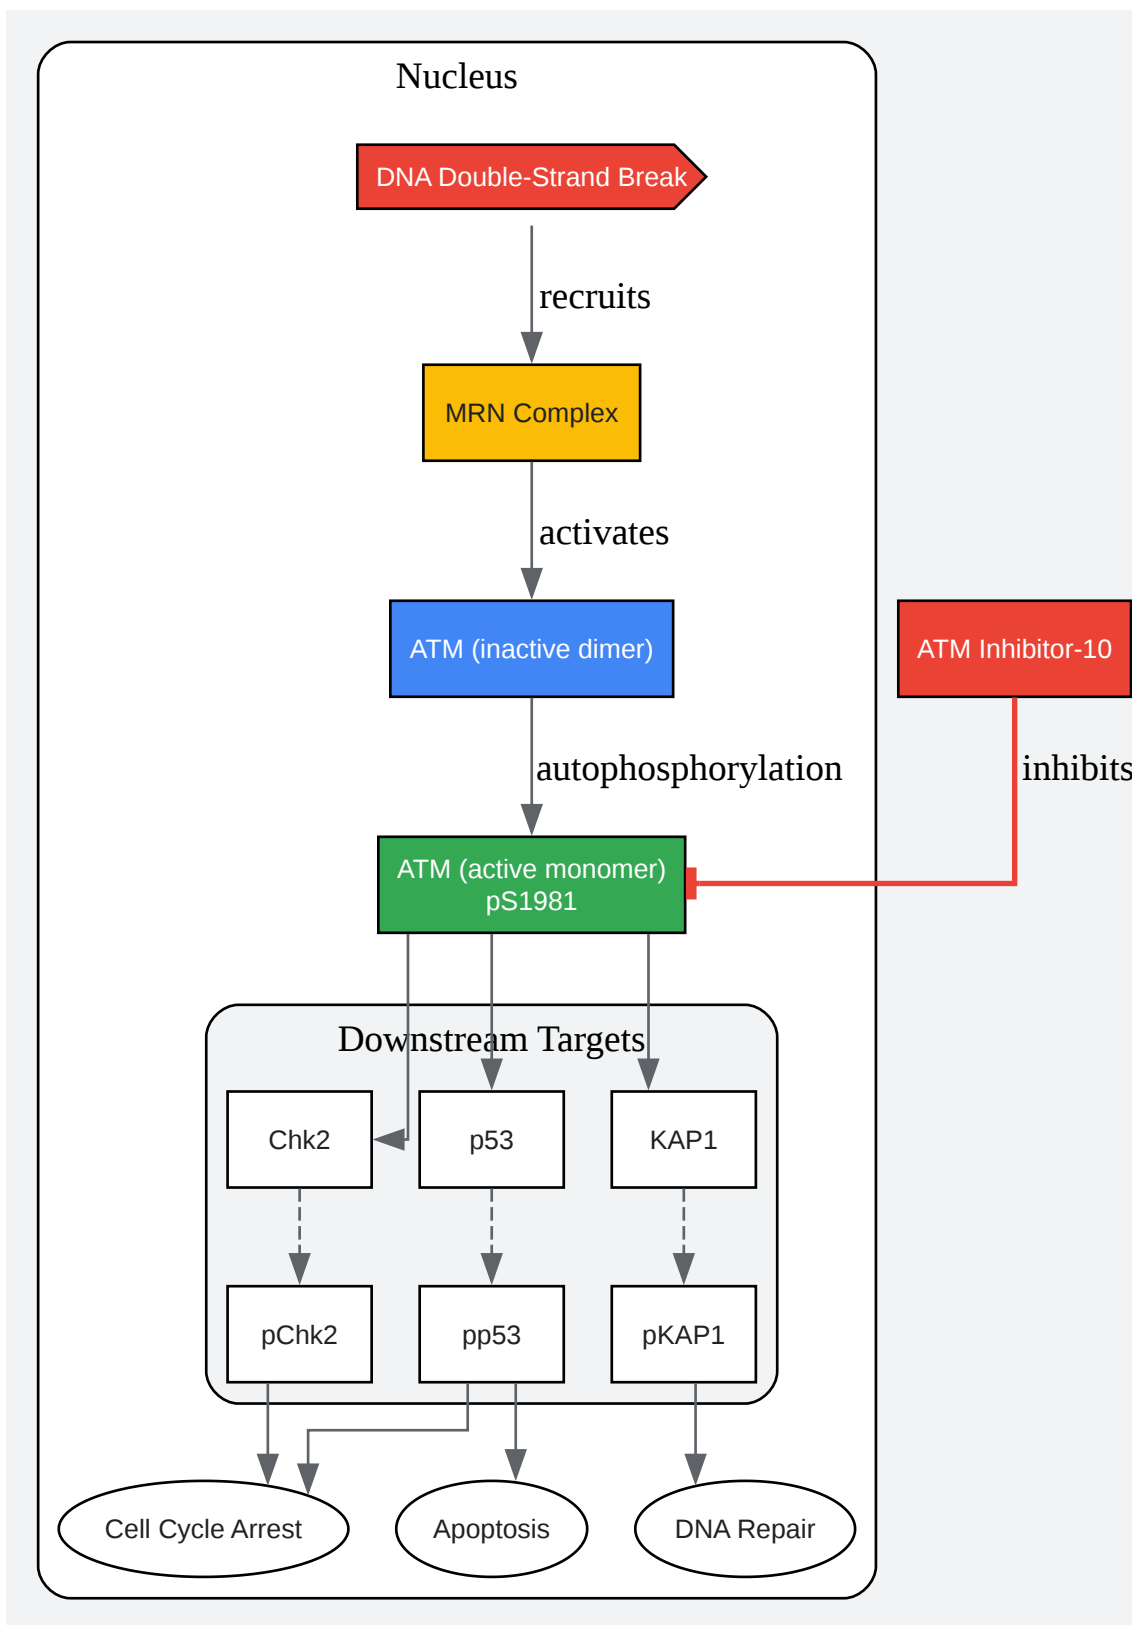 Nucleus
DNA Double-Strand Break
recruits
MRN Complex
activates
ATM (inactive dimer)
ATM Inhibitor-10
autophosphorylation
inhibits
ATM (active monomer)
pS1981
Downstream Targets
Chk2
p53
KAP1
pChk2
pp53
pKAP1
Cell Cycle Arrest
Apoptosis
DNA Repair